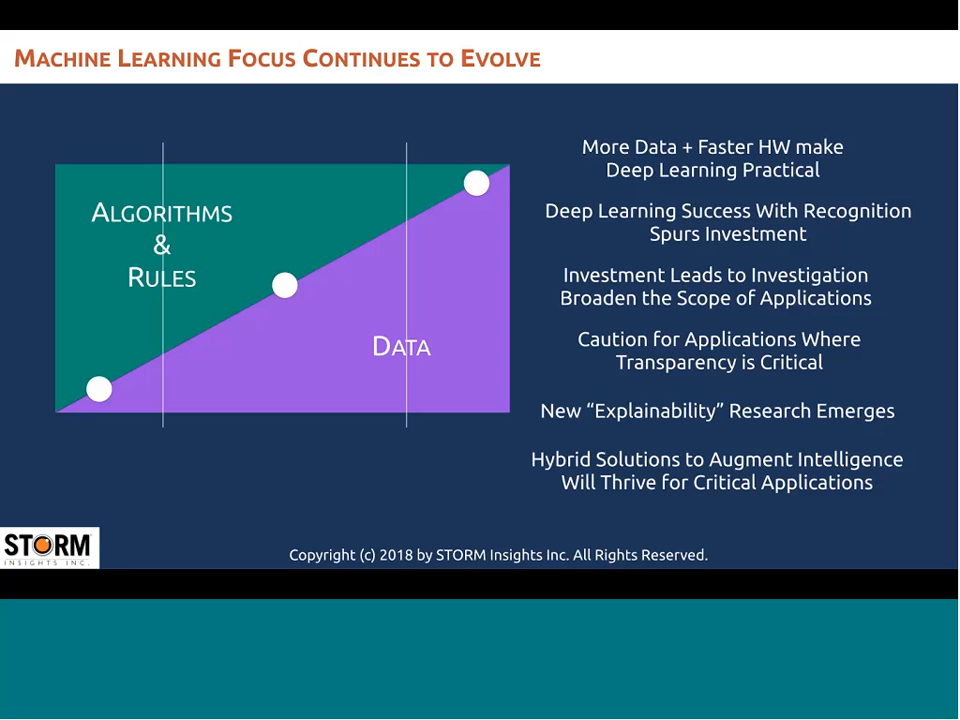 MACHINE LEARNING FOCUS CONTINUES TO EVOLVE
ALGORITHMS
&
RULES
DATA
More Data + Faster HW make
Deep Learning Practical
Deep Learning Success With Recognition
Spurs Investment
Investment Leads to Investigation
Broaden the Scope of Applications
Caution for Applications Where
Transparency is Critical
New “Explainability” Research Emerges
Hybrid Solutions to Augment Intelligence
Will Thrive for Critical Applications
STORM
INSIGHTS INC.
Copyright (c) 2018 by STORM Insights Inc. All Rights Reserved.